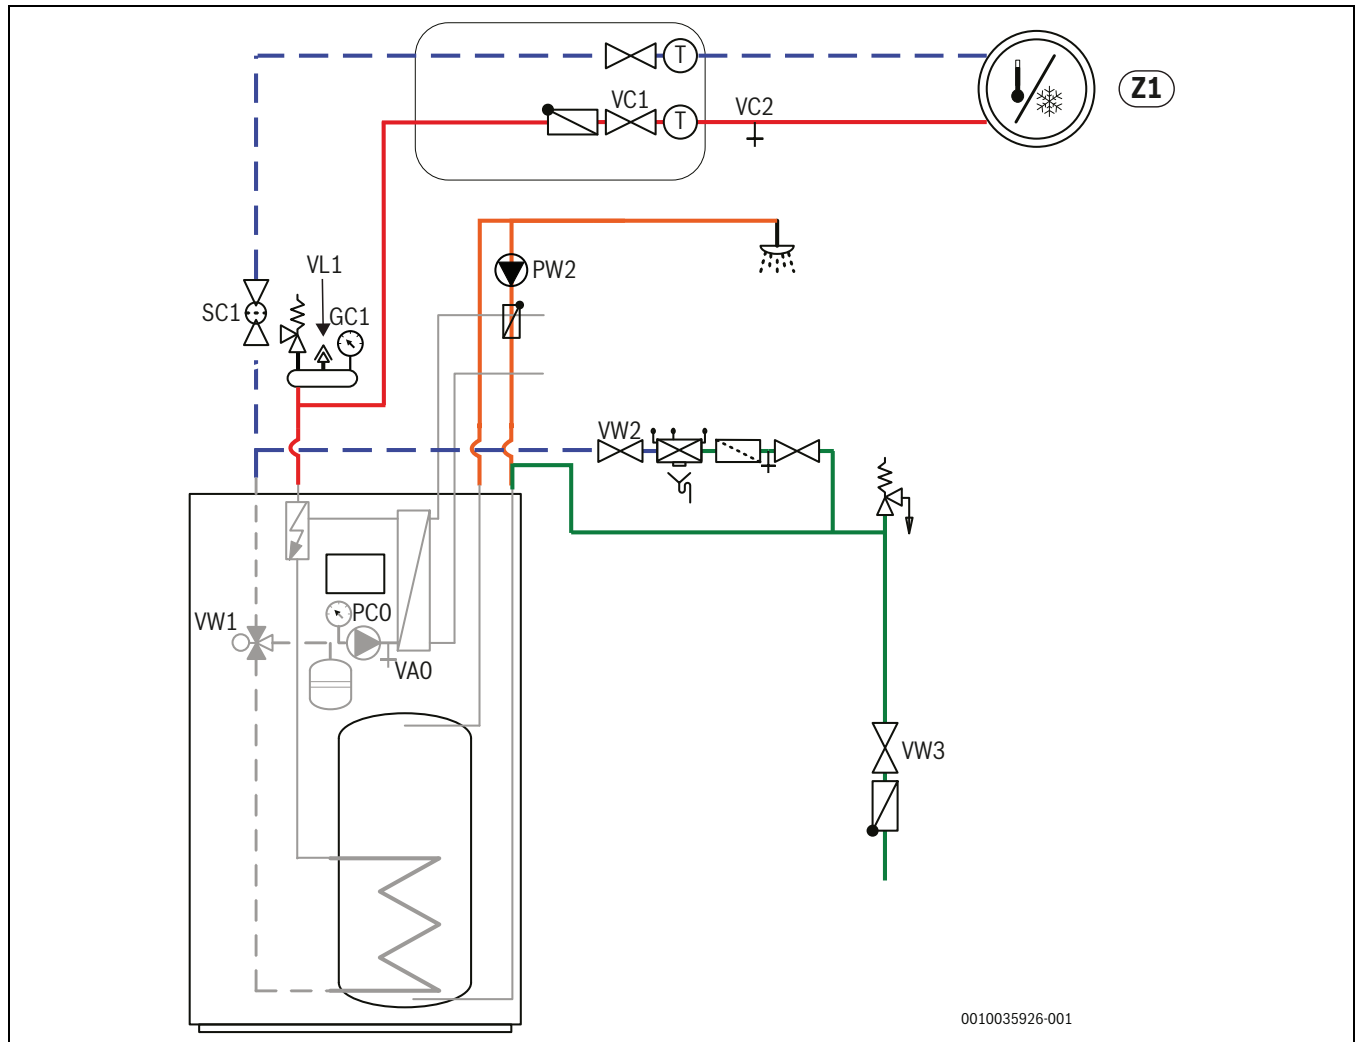 T
Z1
VC1
T
VC2
VL1
PW2
SC1
GC1
VW2
PC0
VW1
VA0
VW3
0010035926-001